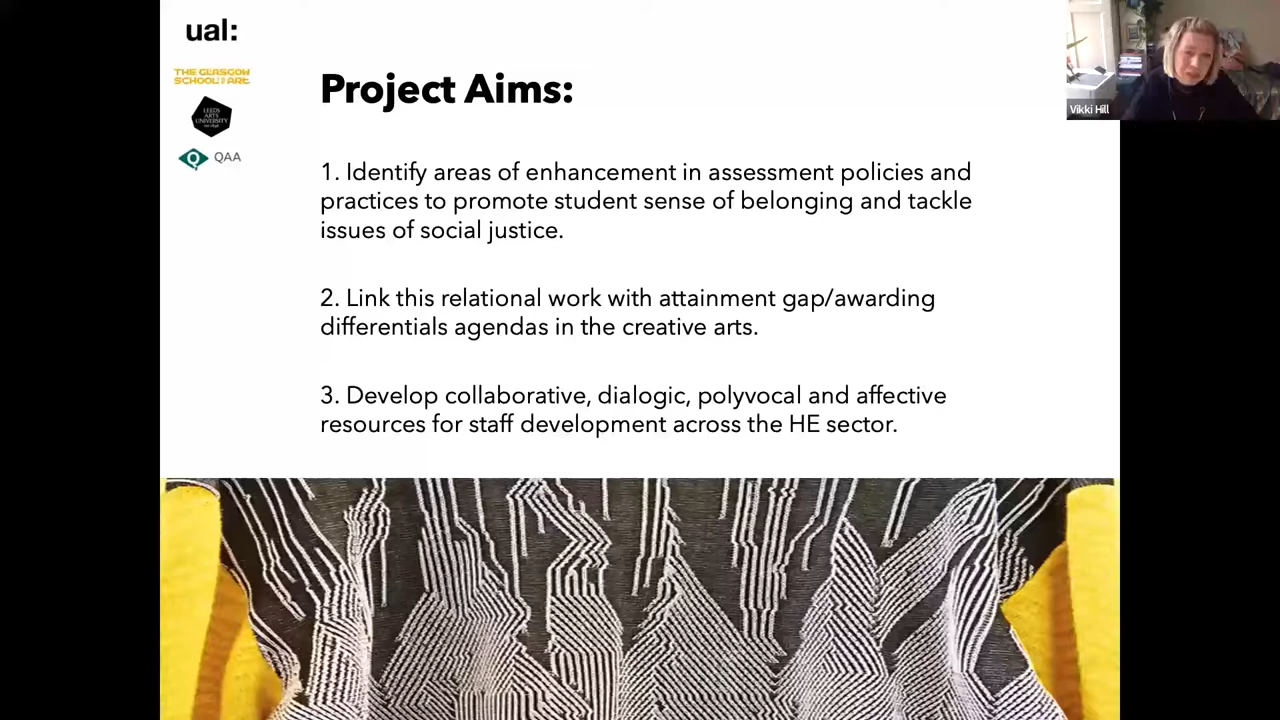 ual:
THE GLASGOW
SCHOOL OF ART
LEEDS
ARTS
UNIVERSITY
QAA
Project Aims:
Vikki Hill
1. Identify areas of enhancement in assessment policies and
practices to promote student sense of belonging and tackle
issues of social justice.
2. Link this relational work with attainment gap/awarding
differentials agendas in the creative arts.
3. Develop collaborative, dialogic, polyvocal and affective
resources for staff development across the HE sector.